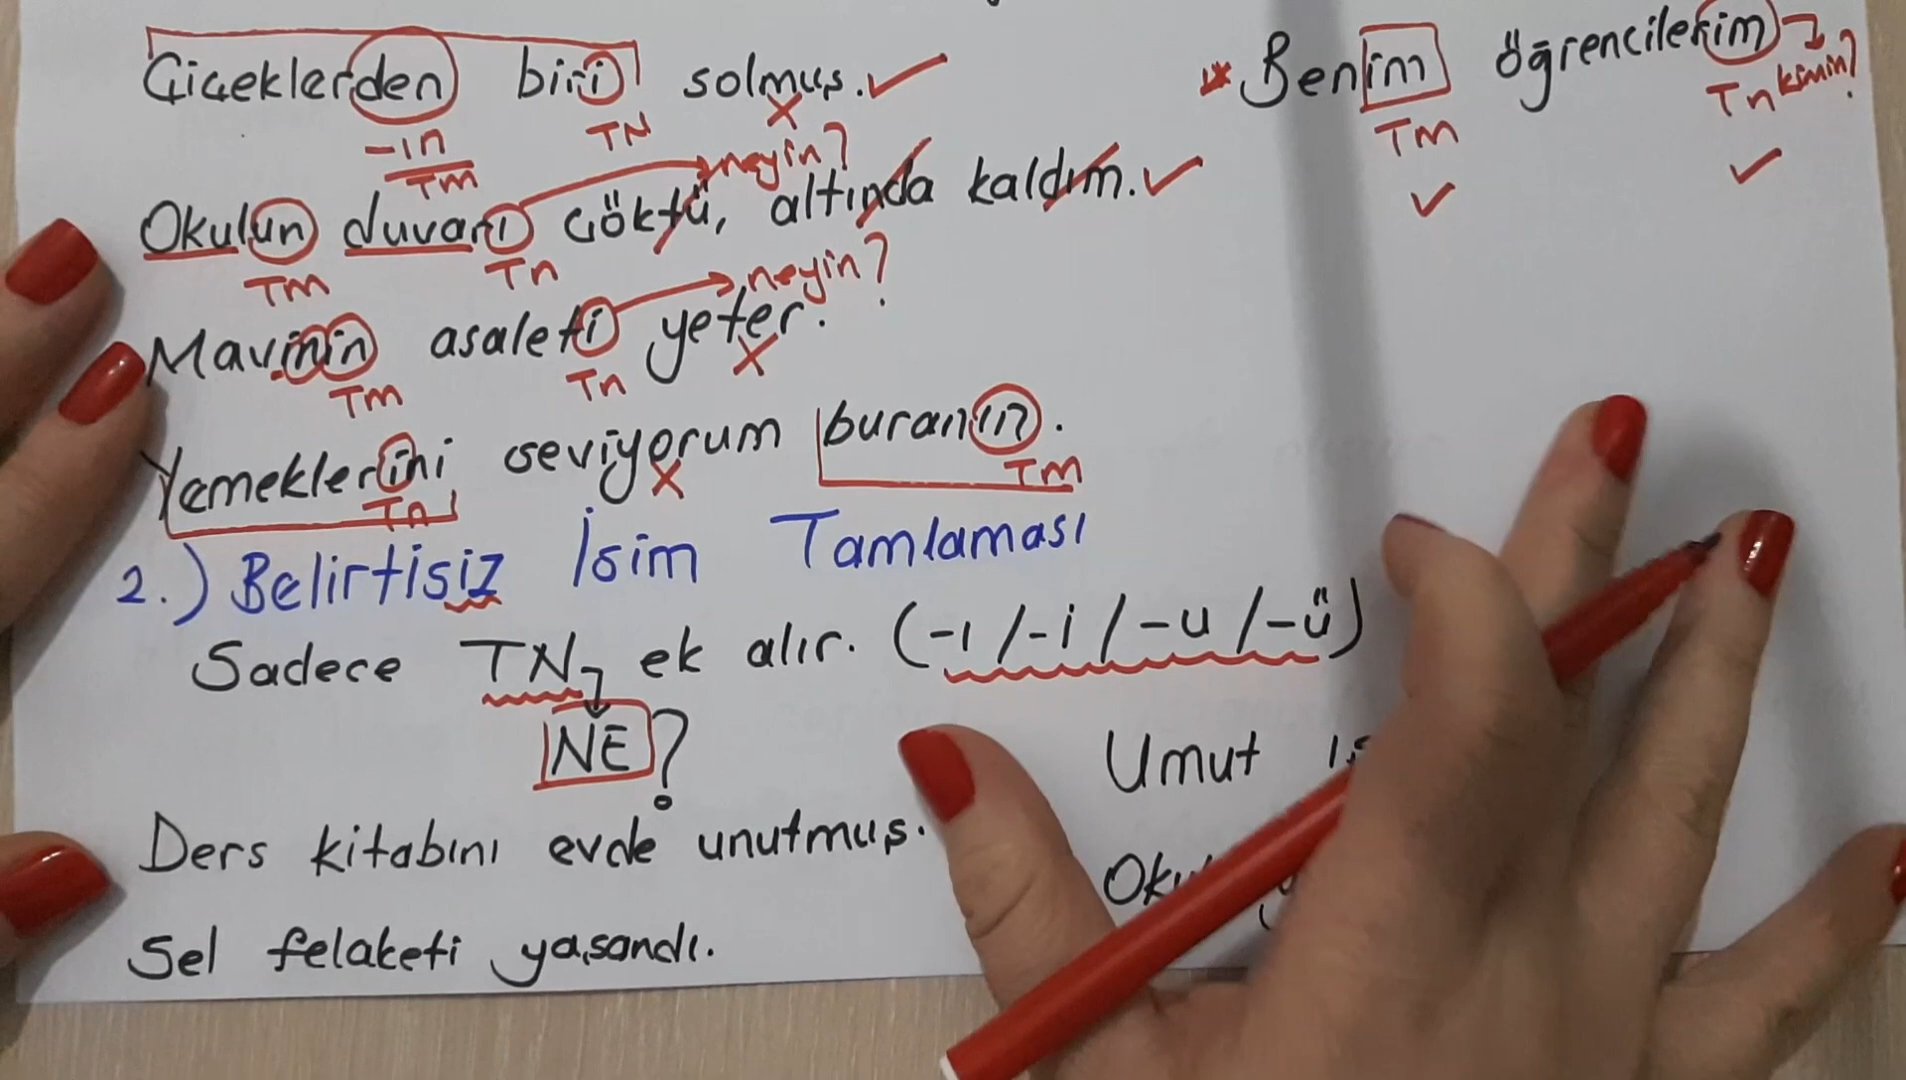 Çiçeklerden biri solmuş.
-ın TN
TM
neyin?
Okulun duvarı çöktü, altında kaldım.
TM Tn
neyin?
Mavinin asaleti yeter.
TM Tn
Yemeklerini seviyorum buranın.
Tn TM
2.) Belirtisiz İsim Tamlaması
Sadece TN ek alır. (-ı / -i / -u / -ü)
NE?
Ders kitabını evde unutmuş.
Sel felaketi yaşandı.
* Benim öğrencilerim
TM Tn kimin?
Umut